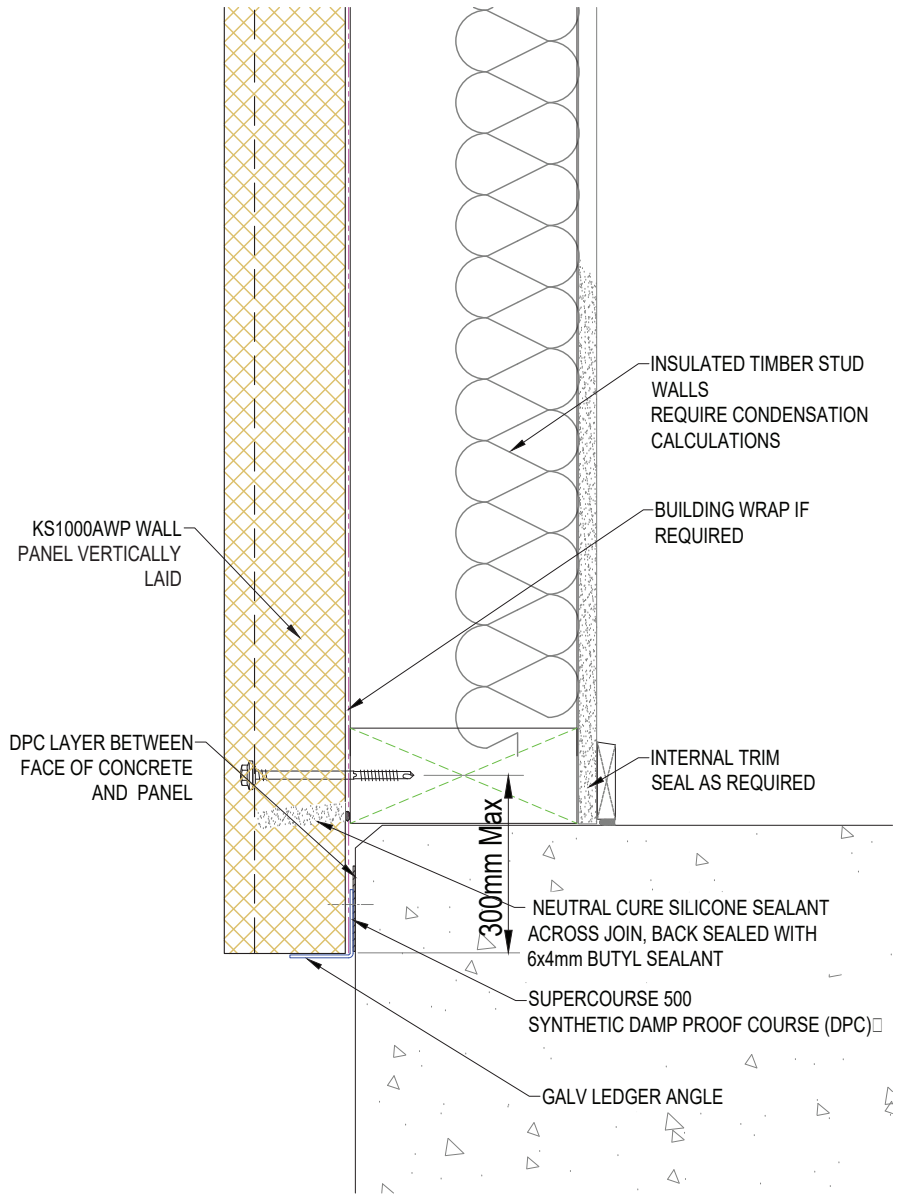 INSULATED TIMBER STUD
WALLS
REQUIRE CONDENSATION
CALCULATIONS
BUILDING WRAP IF
REQUIRED
KS1000AWP WALL
PANEL VERTICALLY
LAID
DPC LAYER BETWEEN
FACE OF CONCRETE
AND PANEL
INTERNAL TRIM
SEAL AS REQUIRED
300mm Max
NEUTRAL CURE SILICONE SEALANT
ACROSS JOIN, BACK SEALED WITH
6x4mm BUTYL SEALANT
SUPERCOURSE 500
SYNTHETIC DAMP PROOF COURSE (DPC)□
GALV LEDGER ANGLE